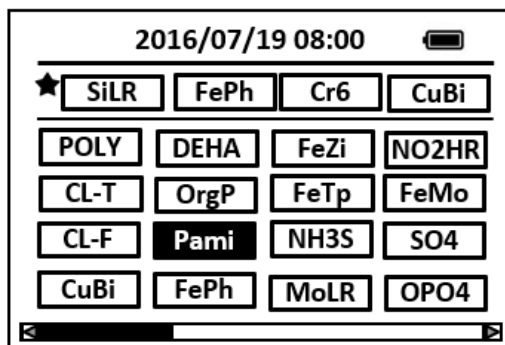 2016/07/19 08:00
SiLR FePh Cr6 CuBi
POLY DEHA FeZi NO2HR
CL-T OrgP FeTp FeMo
CL-F Pami NH3S SO4
CuBi FePh MoLR OPO4